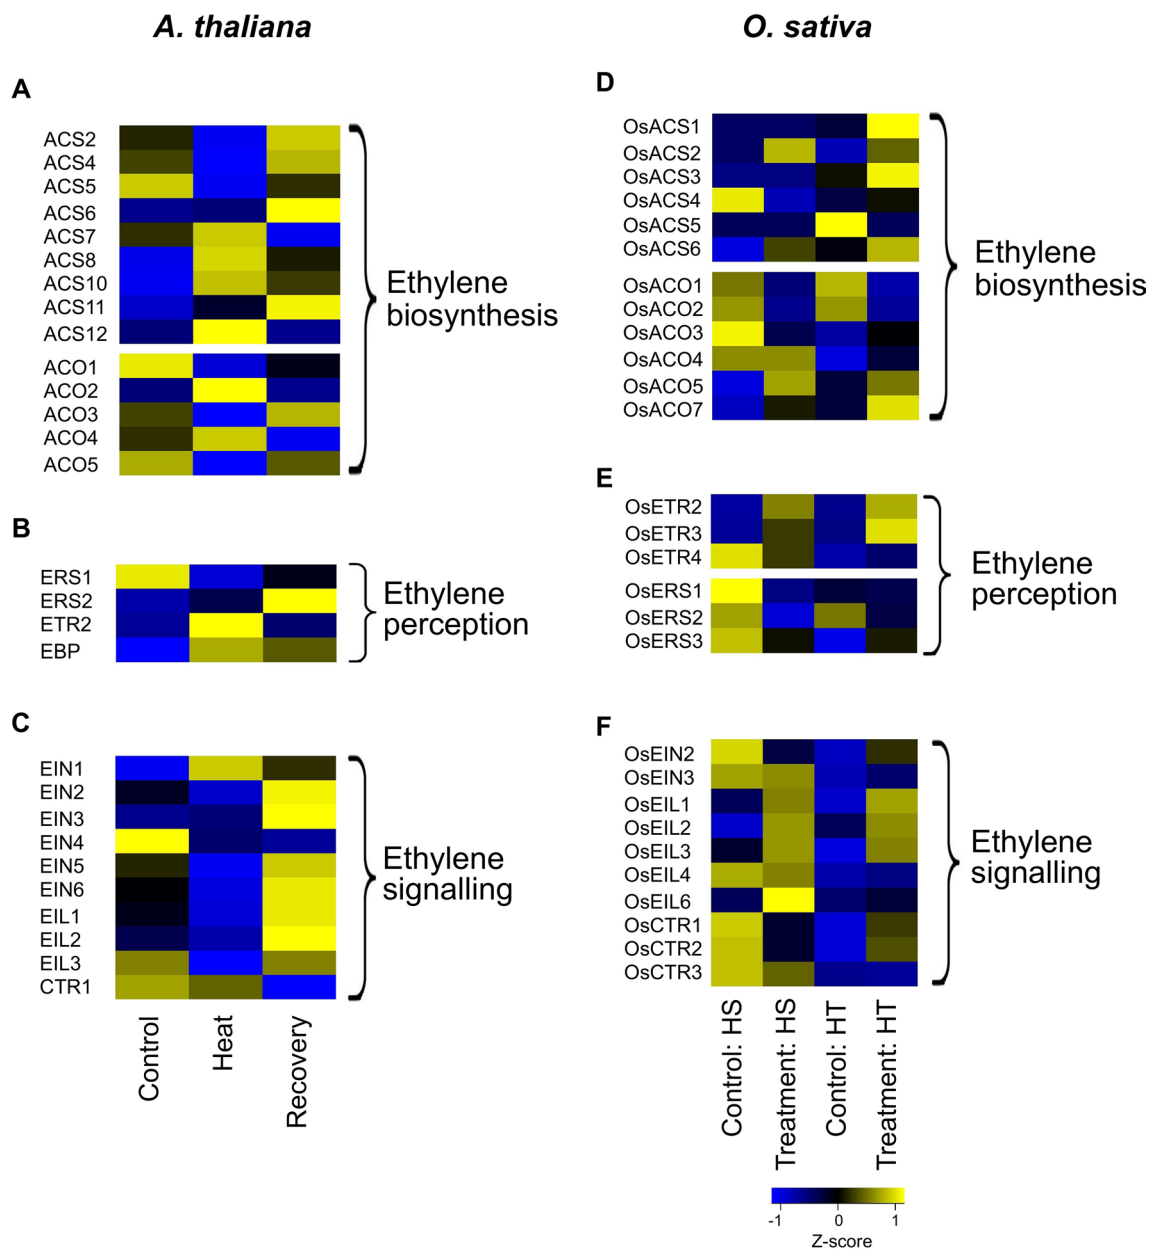 A. thaliana
A
ACS2
ACS4
ACS5
ACS6
ACS7
ACS8
ACS10
ACS11
ACS12
ACO1
ACO2
ACO3
ACO4
ACO5
Ethylene
biosynthesis
B
ERS1
ERS2
ETR2
EBP
Ethylene
perception
C
EIN1
EIN2
EIN3
EIN4
EIN5
EIN6
EIL1
EIL2
EIL3
CTR1
Ethylene
signalling
Control
Heat
Recovery
O. sativa
D
OsACS1
OsACS2
OsACS3
OsACS4
OsACS5
OsACS6
OsACO1
OsACO2
OsACO3
OsACO4
OsACO5
OsACO7
Ethylene
biosynthesis
E
OsETR2
OsETR3
OsETR4
OsERS1
OsERS2
OsERS3
Ethylene
perception
F
OsEIN2
OsEIN3
OsEIL1
OsEIL2
OsEIL3
OsEIL4
OsEIL6
OsCTR1
OsCTR2
OsCTR3
Ethylene
signalling
Control: HS
Treatment: HS
Control: HT
Treatment: HT
-1 0 1
Z-score